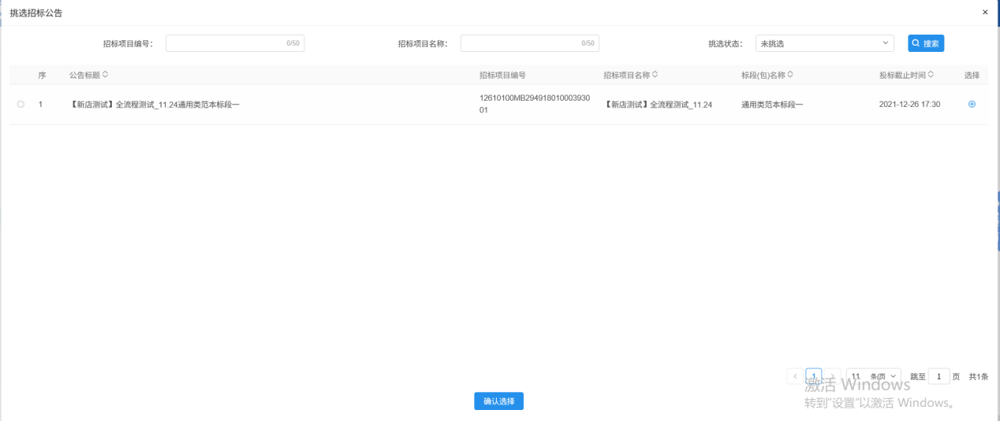 挑选招标公告 ×
招标项目编号： 0/50 招标项目名称： 0/50 挑选状态： 未挑选 搜索
序 公告标题 招标项目编号 招标项目名称 标段(包)名称 投标截止时间 选择
1 【新店测试】全流程测试_11.24通用类范本标段一 12610100MB294918010003930 【新店测试】全流程测试_11.24 通用类范本标段一 2021-12-26 17:30
01
1 11 条/页 跳至 1 页 共1条
激活 Windows
确认选择 转到"设置"以激活 Windows。